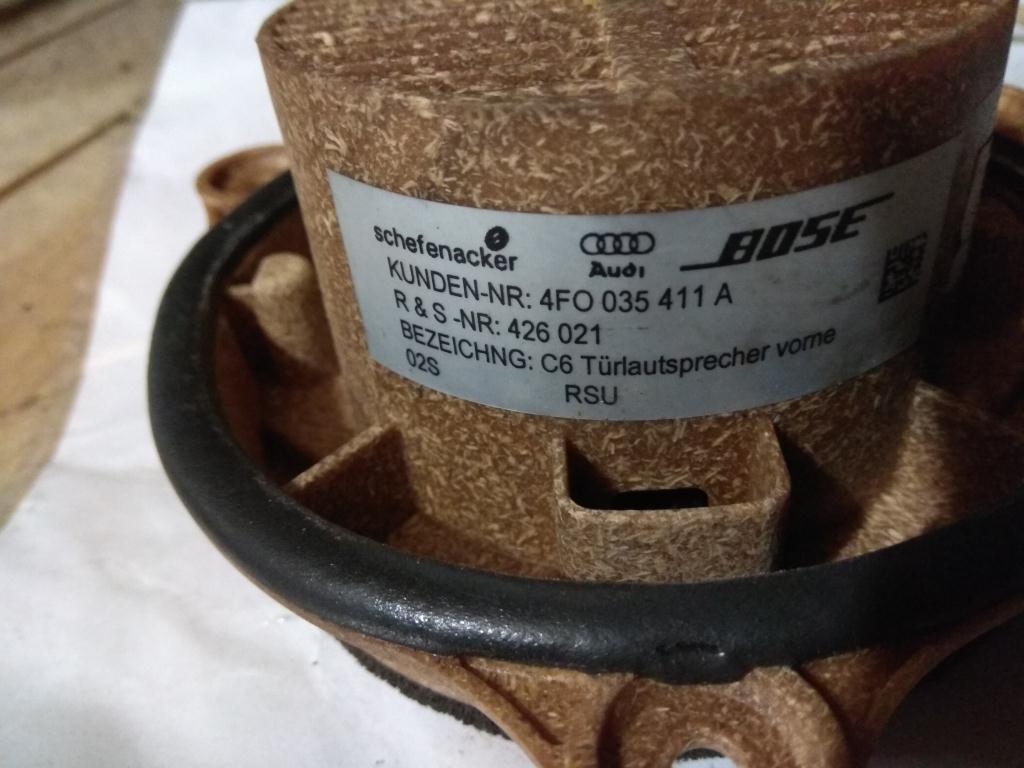 schefenacker
Audi
BOSE
KUNDEN-NR: 4FO 035 411 A
R & S -NR: 426 021
BEZEICHNG: C6 Türlautsprecher vorne
02S
RSU